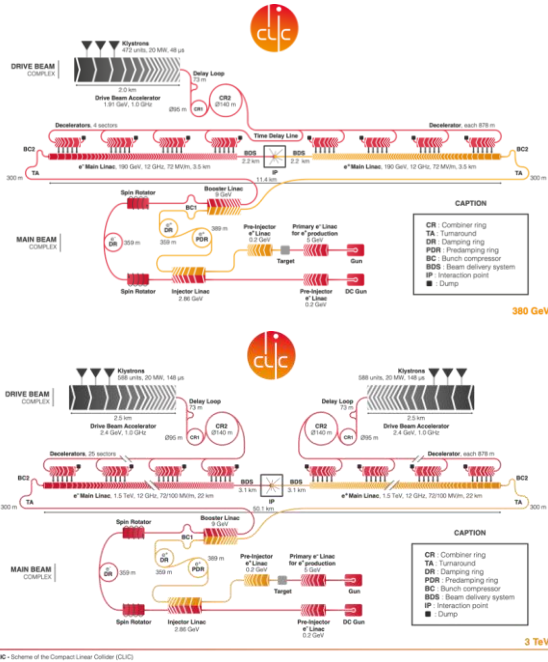 CLIC
Klystrons
472 units, 20 MW, 48 µs
DRIVE BEAM
COMPLEX
Delay Loop
73 m
CR2
Ø140 m
2.0 km
Drive Beam Accelerator
1.91 GeV, 1.0 GHz
Ø95 m
CR1
Decelerators, 4 sectors
Time Delay Line
Decelerator, each 878 m
BC2
BDS
2.2 km
BDS
2.2 km
BC2
e⁻ Main Linac, 190 GeV, 12 GHz, 72 MV/m, 3.5 km
IP
e⁺ Main Linac, 190 GeV, 12 GHz, 72 MV/m, 3.5 km
300 m
TA
11.4 km
TA
300 m
Spin Rotator
Booster Linac
9 GeV
BC1
MAIN BEAM
COMPLEX
e⁻
DR
359 m
e⁺
DR
359 m
389 m
e⁺
PDR
Pre-Injector
e⁺ Linac
0.2 GeV
Primary e⁻ Linac
for e⁺ production
5 GeV
Target
Gun
Spin Rotator
Injector Linac
2.86 GeV
Pre-Injector
e⁻ Linac
0.2 GeV
DC Gun
CAPTION
CR : Combiner ring
TA : Turnaround
DR : Damping ring
PDR : Predamping ring
BC : Bunch compressor
BDS : Beam delivery system
IP : Interaction point
: Dump
380 GeV
CLIC
Klystrons
Klystrons
20 MW, 148 µs
20 MW, 148 µs
DRIVE BEAM
COMPLEX
Delay Loop
73 m
Delay Loop
73 m
2.5 km
CR2
Ø140 m
CR2
Ø140 m
2.5 km
Drive Beam Accelerator
2.4 GeV, 1.0 GHz
Ø95 m
CR1
CR1
Ø95 m
Drive Beam Accelerator
2.4 GeV, 1.0 GHz
Decelerators, 25 sectors
Decelerator, each 878 m
BC2
BDS
3.1 km
BDS
3.1 km
BC2
e⁻ Main Linac, 1.5 TeV, 12 GHz, 72/100 MV/m, 22 km
IP
e⁺ Main Linac, 1.5 TeV, 12 GHz, 72/100 MV/m, 22 km
300 m
TA
50.1 km
TA
300 m
Spin Rotator
Booster Linac
9 GeV
BC1
MAIN BEAM
COMPLEX
e⁻
DR
359 m
e⁺
DR
359 m
389 m
e⁺
PDR
Pre-Injector
e⁺ Linac
0.2 GeV
Primary e⁻ Linac
for e⁺ production
5 GeV
Target
Gun
Spin Rotator
Injector Linac
2.86 GeV
Pre-Injector
e⁻ Linac
0.2 GeV
DC Gun
CAPTION
CR : Combiner ring
TA : Turnaround
DR : Damping ring
PDR : Predamping ring
BC : Bunch compressor
BDS : Beam delivery system
IP : Interaction point
: Dump
3 TeV
IC - Scheme of the Compact Linear Collider (CLIC)